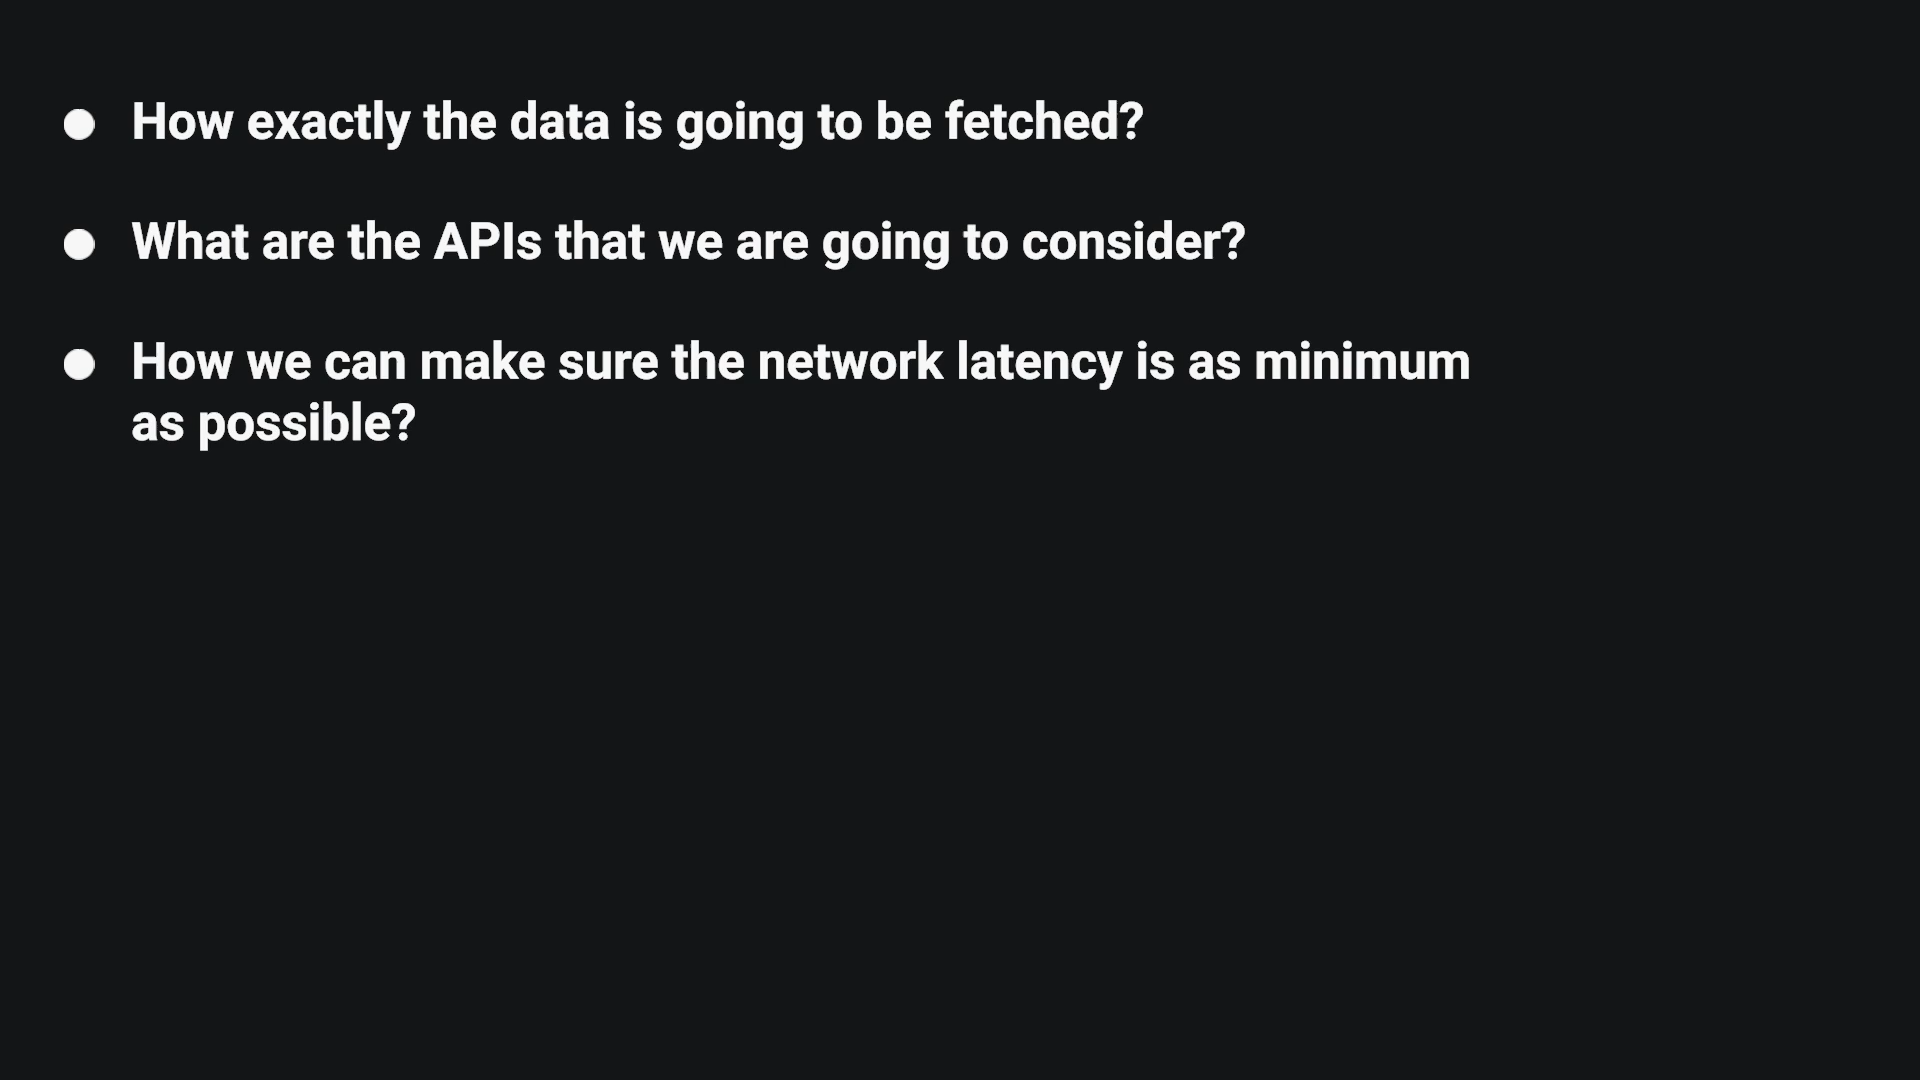 How exactly the data is going to be fetched?
What are the APIs that we are going to consider?
How we can make sure the network latency is as minimum
as possible?